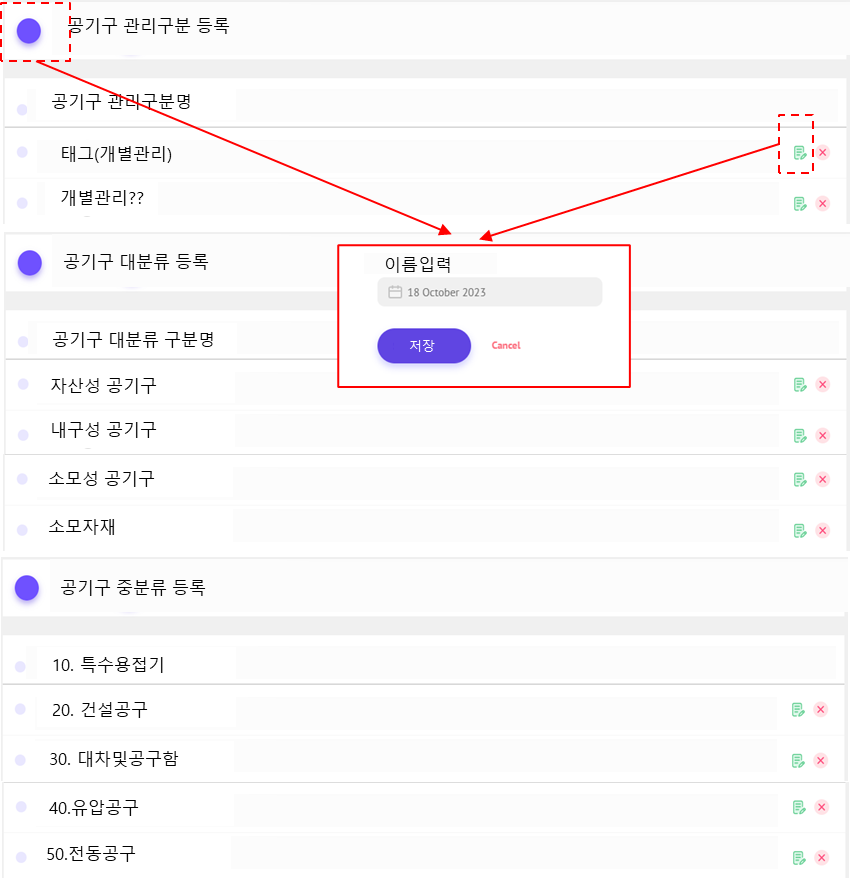 공기구 관리구분 등록
공기구 관리구분명
태그(개별관리)
개별관리??
공기구 대분류 등록
이름입력
18 October 2023
저장
Cancel
공기구 대분류 구분명
자산성 공기구
내구성 공기구
소모성 공기구
소모자재
공기구 중분류 등록
10. 특수용접기
20. 건설공구
30. 대차및공구함
40.유압공구
50.전동공구